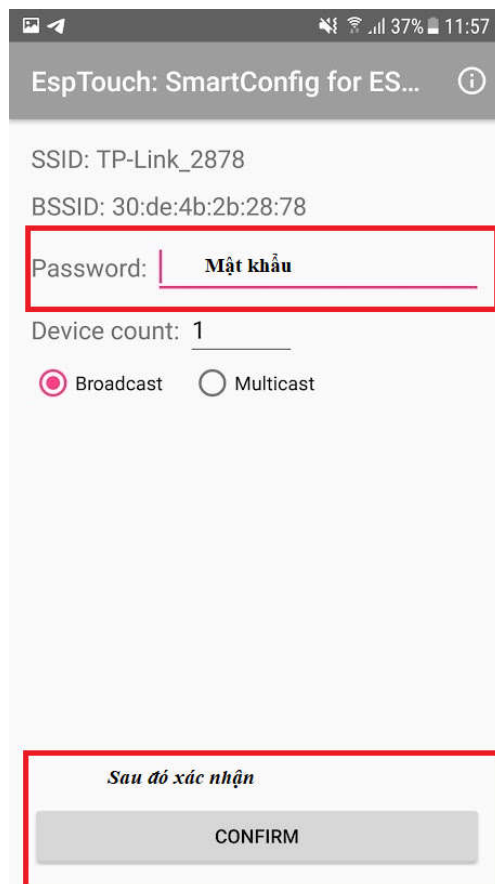 37% 11:57
EspTouch: SmartConfig for ES...
SSID: TP-Link_2878
BSSID: 30:de:4b:2b:28:78
Password: Mật khẩu
Device count: 1
Broadcast Multicast
Sau đó xác nhận
CONFIRM